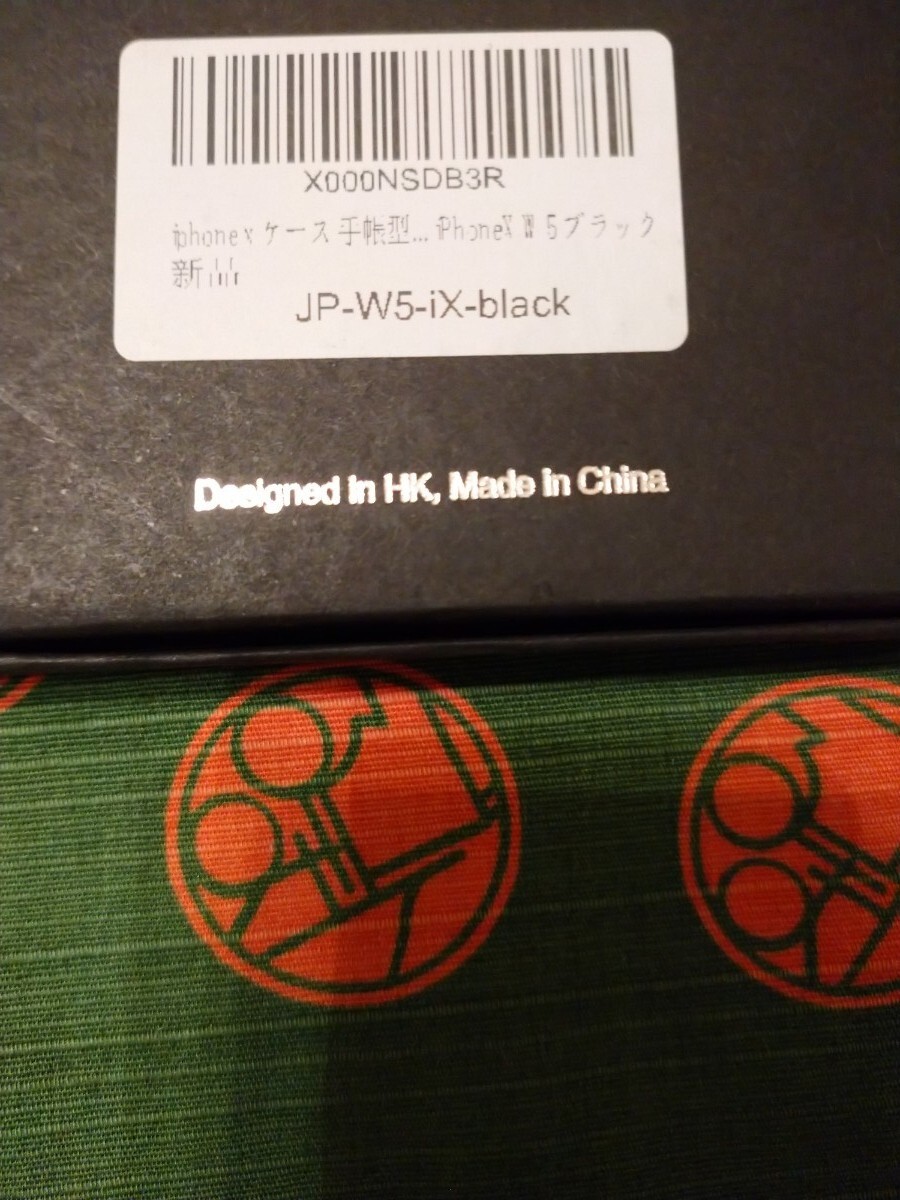 X000NSDB3R
iphonex ケース 手帳型... iPhoneX W 5ブラック
新品
JP-W5-iX-black
Designed in HK, Made in China